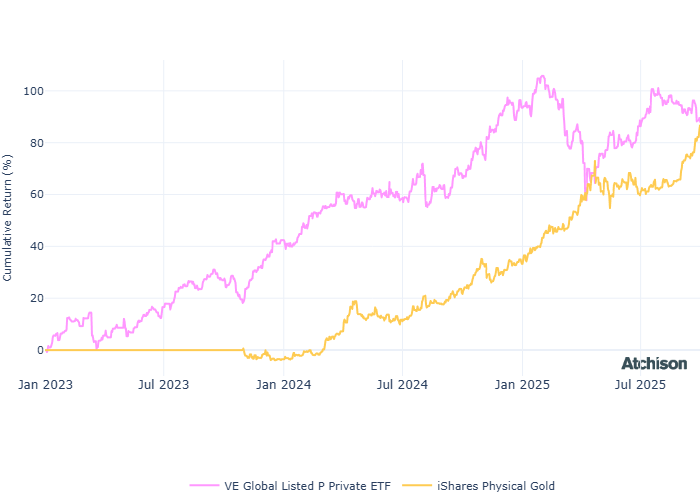 100
80
60
40
20
0
Cumulative Return (%)
Jan 2023
Jul 2023
Jan 2024
Jul 2024
Jan 2025
Jul 2025
Atchison
VE Global Listed P Private ETF
iShares Physical Gold